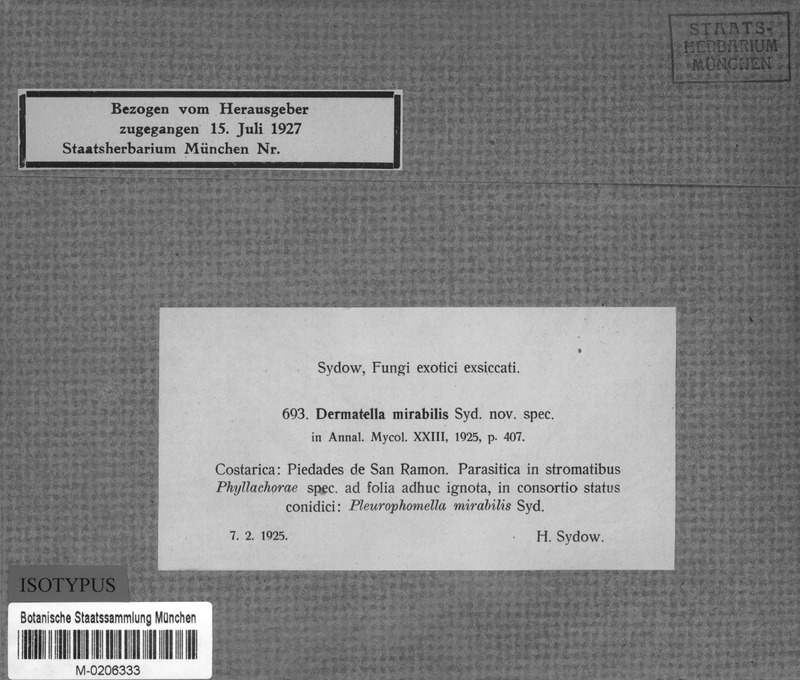 STAATS-
HERBARIUM
MÜNCHEN
Bezogen vom Herausgeber
zugegangen 15. Juli 1927
Staatsherbarium München Nr.
Sydow, Fungi exotici exsiccati.
693. Dermatella mirabilis Syd. nov. spec.
in Annal. Mycol. XXIII, 1925, p. 407.
Costarica: Piedades de San Ramon. Parasitica in stromatibus
Phyllachorae spec. ad folia adhuc ignota, in consortio status
conidici: Pleurophomella mirabilis Syd.
7. 2. 1925. H. Sydow.
ISOTYPUS
Botanische Staatssammlung München
M-0206333